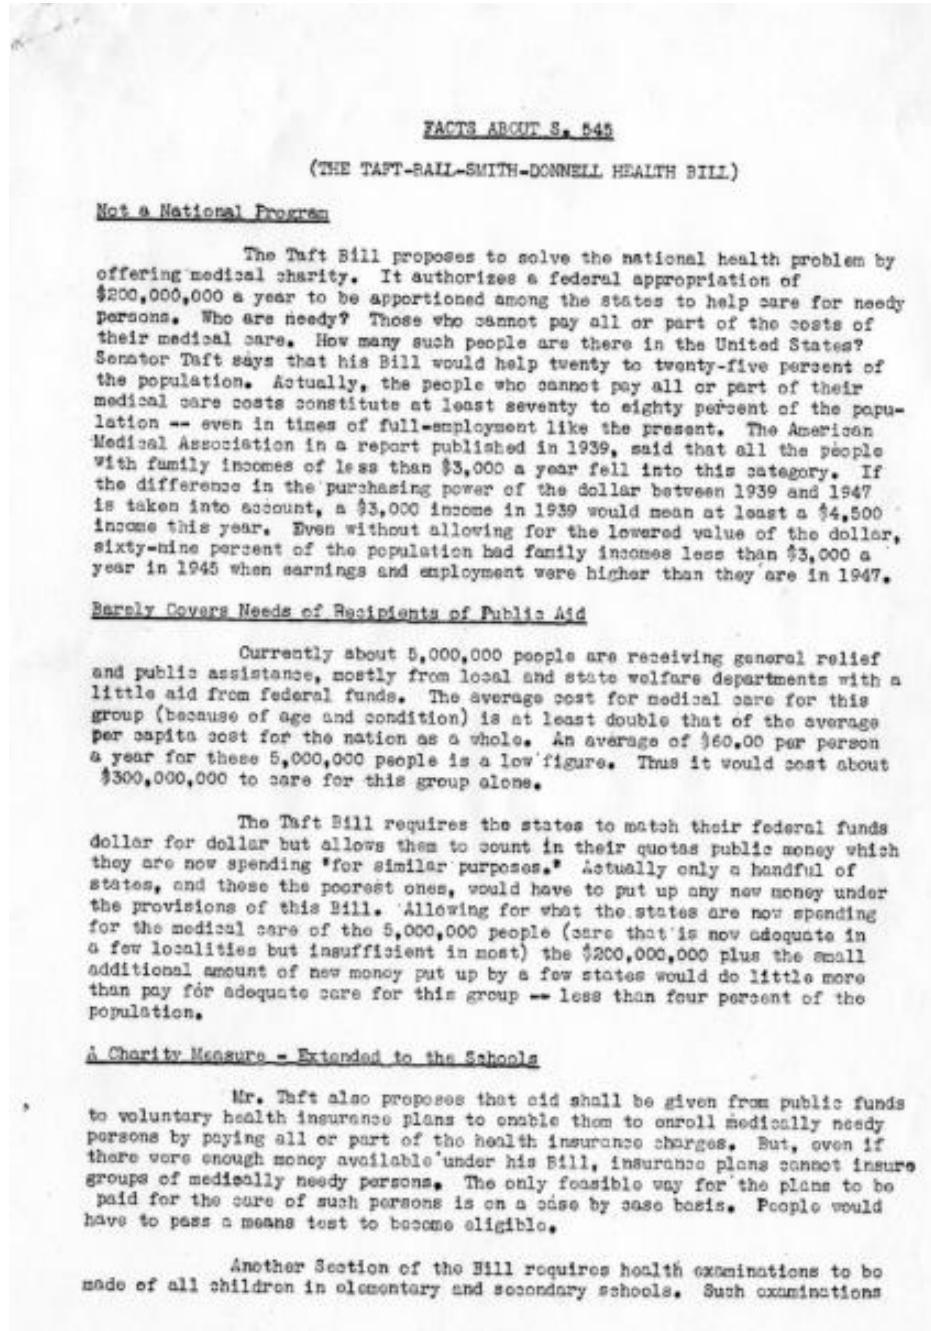 FACTS ABOUT S. 545
(THE TAFT-BALL-SMITH-DONNELL HEALTH BILL)
Not a National Program
The Taft Bill proposes to solve the national health problem by
offering medical charity. It authorizes a federal appropriation of
$200,000,000 a year to be apportioned among the states to help care for needy
persons. Who are needy? Those who cannot pay all or part of the costs of
their medical care. How many such people are there in the United States?
Senator Taft says that his Bill would help twenty to twenty-five percent of
the population. Actually, the people who cannot pay all or part of their
medical care costs constitute at least seventy to eighty percent of the popu-
lation -- even in times of full-employment like the present. The American
Medical Association in a report published in 1939, said that all the people
with family incomes of less than $3,000 a year fell into this category. If
the difference in the purchasing power of the dollar between 1939 and 1947
is taken into account, a $3,000 income in 1939 would mean at least a $4,500
income this year. Even without allowing for the lowered value of the dollar,
sixty-nine percent of the population had family incomes less than $3,000 a
year in 1945 when earnings and employment were higher than they are in 1947.
Barely Covers Needs of Recipients of Public Aid
Currently about 5,000,000 people are receiving general relief
and public assistance, mostly from local and state welfare departments with a
little aid from federal funds. The average cost for medical care for this
group (because of age and condition) is at least double that of the average
per capita cost for the nation as a whole. An average of $60.00 per person
a year for these 5,000,000 people is a low figure. Thus it would cost about
$300,000,000 to care for this group alone.
The Taft Bill requires the states to match their federal funds
dollar for dollar but allows them to count in their quotas public money which
they are now spending "for similar purposes." Actually only a handful of
states, and these the poorest ones, would have to put up any new money under
the provisions of this Bill. Allowing for what the states are now spending
for the medical care of the 5,000,000 people (care that is now adequate in
a few localities but insufficient in most) the $200,000,000 plus the small
additional amount of new money put up by a few states would do little more
than pay for adequate care for this group -- less than four percent of the
population.
A Charity Measure - Extended to the Schools
Mr. Taft also proposes that aid shall be given from public funds
to voluntary health insurance plans to enable them to enroll medically needy
persons by paying all or part of the health insurance charges. But, even if
there were enough money available under his Bill, insurance plans cannot insure
groups of medically needy persons. The only feasible way for the plans to be
paid for the care of such persons is on a case by case basis. People would
have to pass a means test to become eligible.
Another Section of the Bill requires health examinations to be
made of all children in elementary and secondary schools. Such examinations